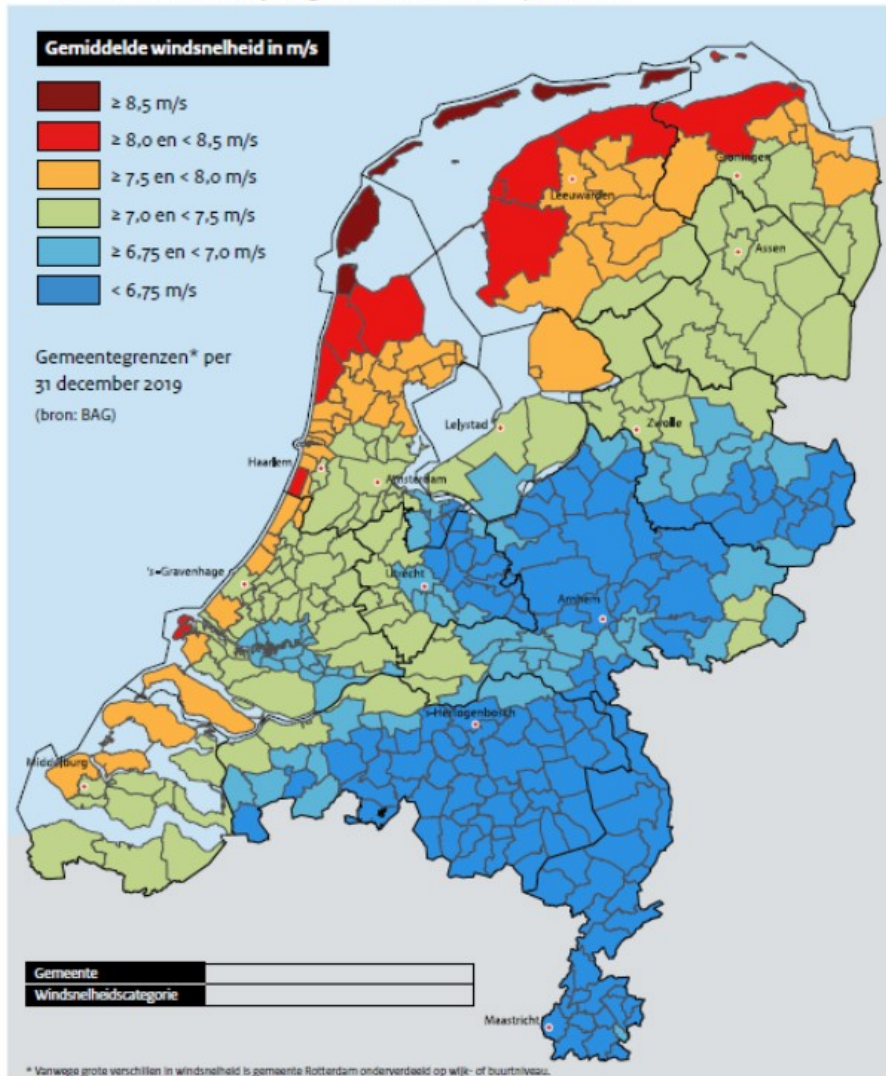 Gemiddelde windsnelheid in m/s
≥ 8,5 m/s
≥ 8,0 en < 8,5 m/s
≥ 7,5 en < 8,0 m/s
≥ 7,0 en < 7,5 m/s
≥ 6,75 en < 7,0 m/s
< 6,75 m/s
Gemeentegrenzen* per
31 december 2019
(bron: BAG)
Groningen
Leeuwarden
Assen
Lelystad
Zwolle
Haarlem
Amsterdam
's-Gravenhage
Utrecht
Arnhem
's-Hertogenbosch
Middelburg
Maastricht
Gemeente
Windsnelheidscategorie
* Vanwege grote verschillen in windsnelheid is gemeente Rotterdam onderverdeeld op wijk- of buurtniveau.